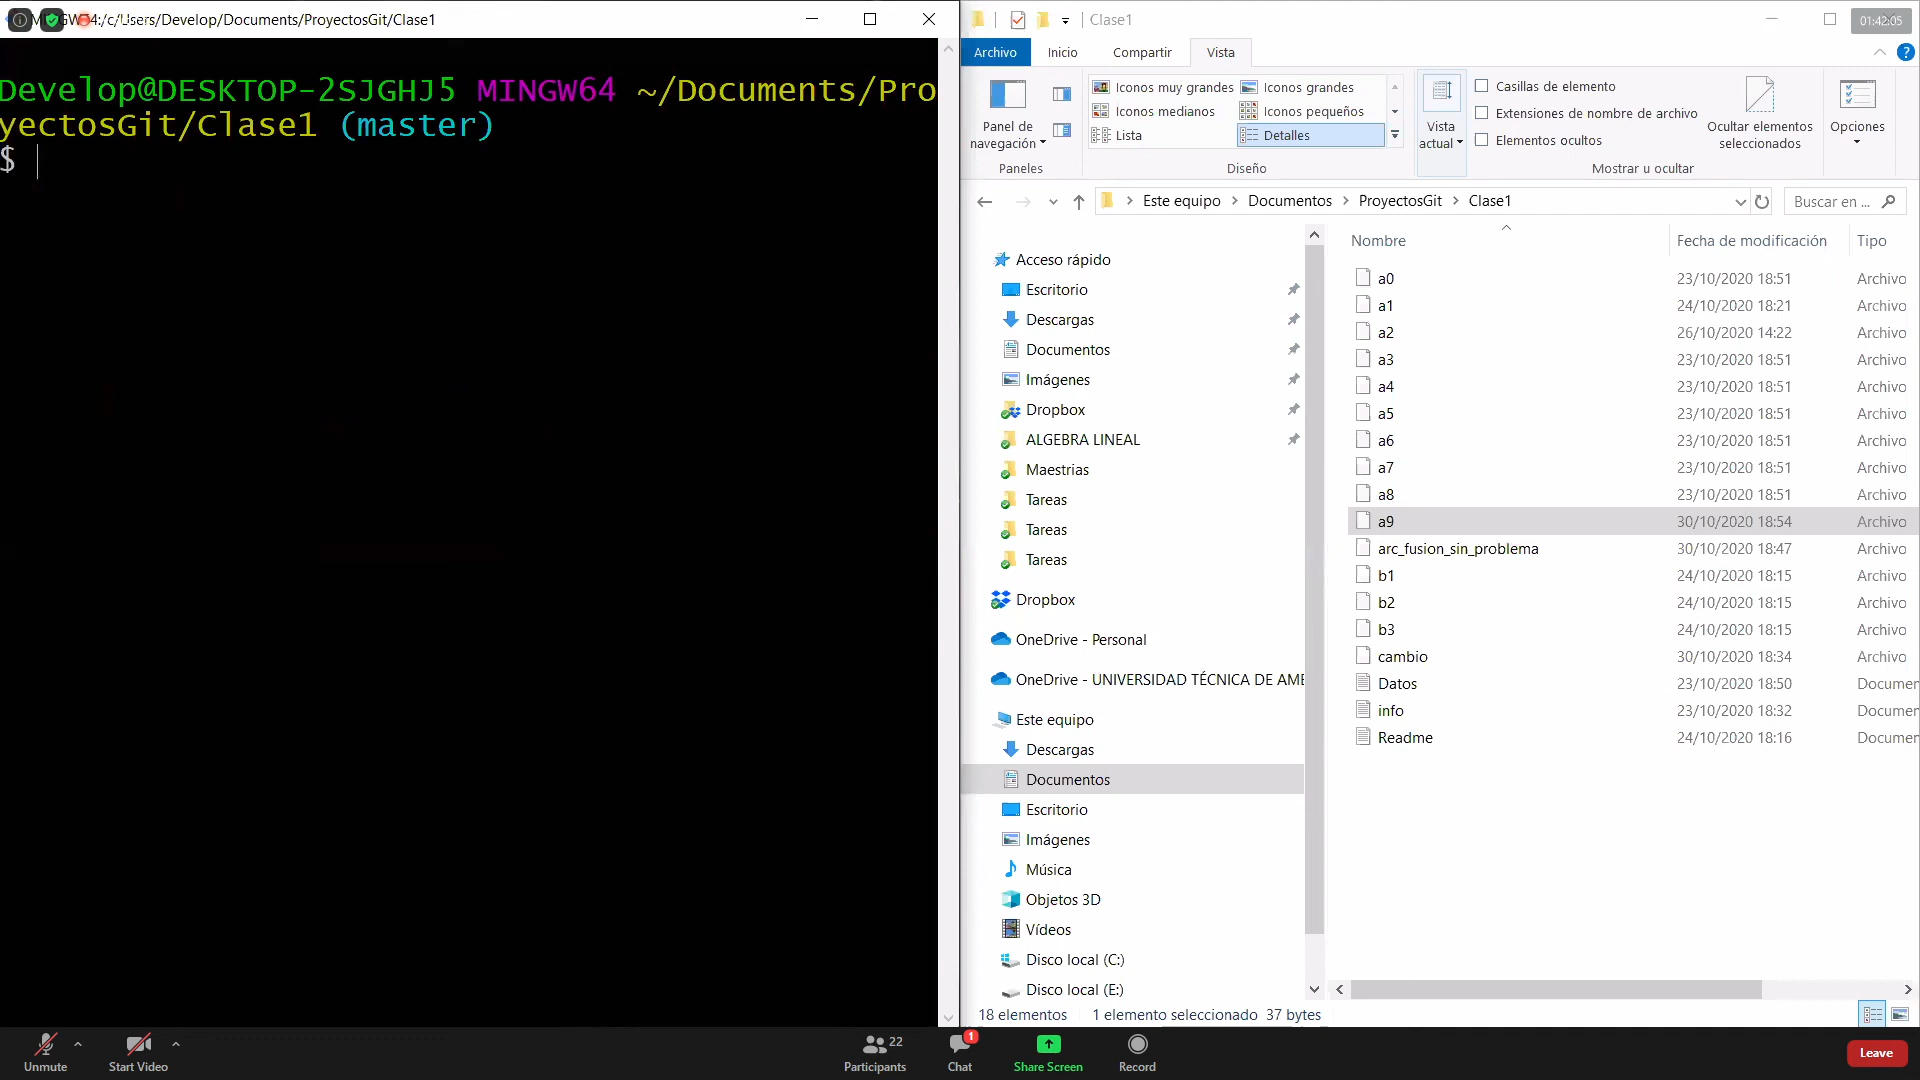 MINGW64:/c/Users/Develop/Documents/ProyectosGit/Clase1
Develop@DESKTOP-2SJGHJ5 MINGW64 ~/Documents/Pro
yectosGit/Clase1 (master)
$
Clase1
01:42:05
Archivo Inicio Compartir Vista
Panel de navegación
Iconos muy grandes Iconos grandes
Iconos medianos Iconos pequeños
Lista Detalles
Vista actual
Casillas de elemento
Extensiones de nombre de archivo
Elementos ocultos
Ocultar elementos seleccionados
Opciones
Paneles Diseño Mostrar u ocultar
Este equipo Documentos ProyectosGit Clase1
Buscar en ...
Acceso rápido
Escritorio
Descargas
Documentos
Imágenes
Dropbox
ALGEBRA LINEAL
Maestrias
Tareas
Tareas
Tareas
Dropbox
OneDrive - Personal
OneDrive - UNIVERSIDAD TÉCNICA DE AME
Este equipo
Descargas
Documentos
Escritorio
Imágenes
Música
Objetos 3D
Vídeos
Disco local (C:)
Disco local (E:)
Nombre Fecha de modificación Tipo
a0 23/10/2020 18:51 Archivo
a1 24/10/2020 18:21 Archivo
a2 26/10/2020 14:22 Archivo
a3 23/10/2020 18:51 Archivo
a4 23/10/2020 18:51 Archivo
a5 23/10/2020 18:51 Archivo
a6 23/10/2020 18:51 Archivo
a7 23/10/2020 18:51 Archivo
a8 23/10/2020 18:51 Archivo
a9 30/10/2020 18:54 Archivo
arc_fusion_sin_problema 30/10/2020 18:47 Archivo
b1 24/10/2020 18:15 Archivo
b2 24/10/2020 18:15 Archivo
b3 24/10/2020 18:15 Archivo
cambio 30/10/2020 18:34 Archivo
Datos 23/10/2020 18:50 Documen
info 23/10/2020 18:32 Documen
Readme 24/10/2020 18:16 Documen
18 elementos 1 elemento seleccionado 37 bytes
Unmute
Start Video
22
Participants
1
Chat
Share Screen
Record
Leave